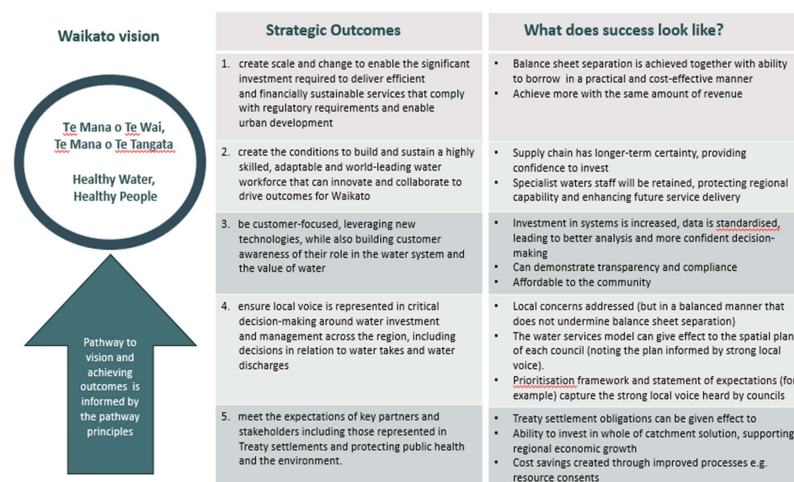 Waikato vision
Te Mana o Te Wai,
Te Mana o Te Tangata
Healthy Water,
Healthy People
Pathway to
vision and
achieving
outcomes is
informed by
the pathway
principles
Strategic Outcomes
What does success look like?
1. create scale and change to enable the significant
investment required to deliver efficient
and financially sustainable services that comply
with regulatory requirements and enable
urban development
• Balance sheet separation is achieved together with ability
to borrow in a practical and cost-effective manner
• Achieve more with the same amount of revenue
2. create the conditions to build and sustain a highly
skilled, adaptable and world-leading water
workforce that can innovate and collaborate to
drive outcomes for Waikato
• Supply chain has longer-term certainty, providing
confidence to invest
• Specialist waters staff will be retained, protecting regional
capability and enhancing future service delivery
3. be customer-focused, leveraging new
technologies, while also building customer
awareness of their role in the water system and
the value of water
• Investment in systems is increased, data is standardised,
leading to better analysis and more confident decision-
making
• Can demonstrate transparency and compliance
• Affordable to the community
4. ensure local voice is represented in critical
decision-making around water investment
and management across the region, including
decisions in relation to water takes and water
discharges
• Local concerns addressed (but in a balanced manner that
does not undermine balance sheet separation)
• The water services model can give effect to the spatial plan
of each council (noting the plan informed by strong local
voice).
• Prioritisation framework and statement of expectations (for
example) capture the strong local voice heard by councils
5. meet the expectations of key partners and
stakeholders including those represented in
Treaty settlements and protecting public health
and the environment.
• Treaty settlement obligations can be given effect to
• Ability to invest in whole of catchment solution, supporting
regional economic growth
• Cost savings created through improved processes e.g.
resource consents